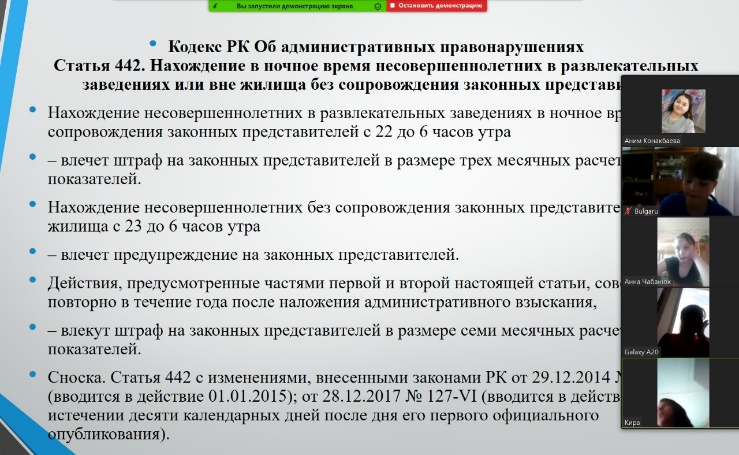 Вы запустили демонстрацию экрана
Остановить демонстрацию
• Кодекс РК Об административных правонарушениях
Статья 442. Нахождение в ночное время несовершеннолетних в развлекательных
заведениях или вне жилища без сопровождения законных представи
• Нахождение несовершеннолетних в развлекательных заведениях в ночное вр
сопровождения законных представителей с 22 до 6 часов утра
• – влечет штраф на законных представителей в размере трех месячных расчет
показателей.
• Нахождение несовершеннолетних без сопровождения законных представите
жилища с 23 до 6 часов утра
• – влечет предупреждение на законных представителей.
• Действия, предусмотренные частями первой и второй настоящей статьи, сов
повторно в течение года после наложения административного взыскания,
• – влекут штраф на законных представителей в размере семи месячных расче
показателей.
• Сноска. Статья 442 с изменениями, внесенными законами РК от 29.12.2014
(вводится в действие 01.01.2015); от 28.12.2017 № 127-VI (вводится в действ
истечении десяти календарных дней после дня его первого официального
опубликования).
Аним Конакбаева
Bulgaru
Анна Чабанюк
Galaxy A20
Кира